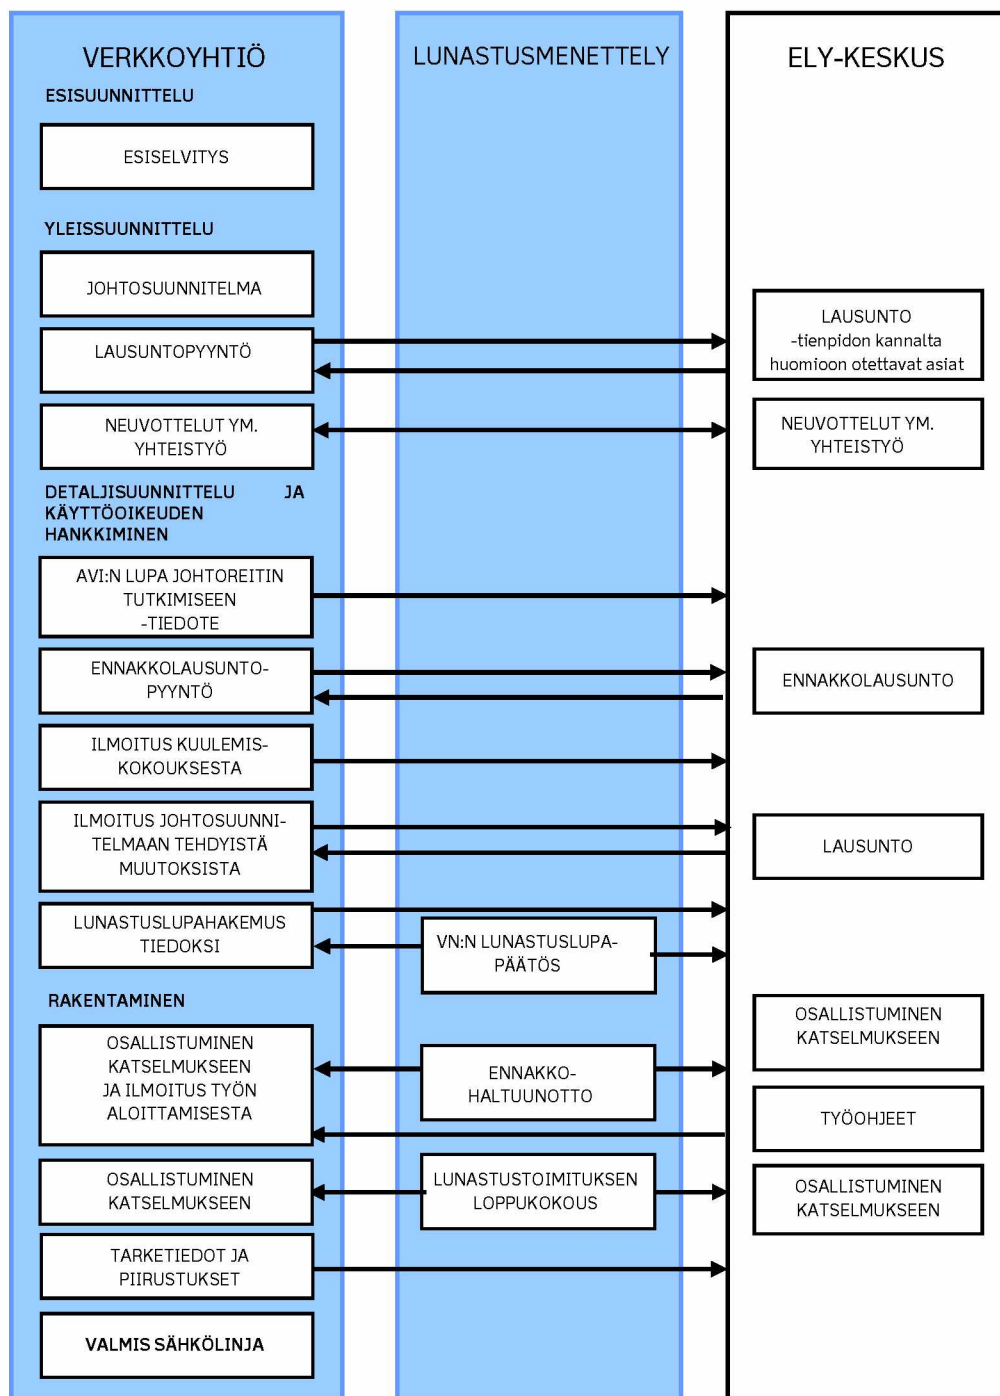 VERKKOYHTIÖ
LUNASTUSMENETTELY
ELY-KESKUS
ESISUUNNITTELU
ESISELVITYS
YLEISSUUNNITTELU
JOHTOSUUNNITELMA
LAUSUNTOPYYNTÖ
LAUSUNTO
-tienpidon kannalta
huomioon otettavat asiat
NEUVOTTELUT YM.
YHTEISTYÖ
NEUVOTTELUT YM.
YHTEISTYÖ
DETALJISUUNNITTELU JA
KÄYTTÖOIKEUDEN
HANKKIMINEN
AVI:N LUPA JOHTOREITIN
TUTKIMISEEN
-TIEDOTE
ENNAKKOLAUSUNTO-
PYYNTÖ
ENNAKKOLAUSUNTO
ILMOITUS KUULEMIS-
KOKOUKSESTA
ILMOITUS JOHTOSUUNNI-
TELMAAN TEHDYISTÄ
MUUTOKSISTA
LAUSUNTO
LUNASTUSLUPAHAKEMUS
TIEDOKSI
VN:N LUNASTUSLUPA-
PÄÄTÖS
RAKENTAMINEN
OSALLISTUMINEN
KATSELMUKSEEN
JA ILMOITUS TYÖN
ALOITTAMISESTA
ENNAKKO-
HALTUUNOTTO
OSALLISTUMINEN
KATSELMUKSEEN
TYÖOHJEET
OSALLISTUMINEN
KATSELMUKSEEN
LUNASTUSTOIMITUKSEN
LOPPUKOKOUS
OSALLISTUMINEN
KATSELMUKSEEN
TARKETIEDOT JA
PIIRUSTUKSET
VALMIS SÄHKÖLINJA